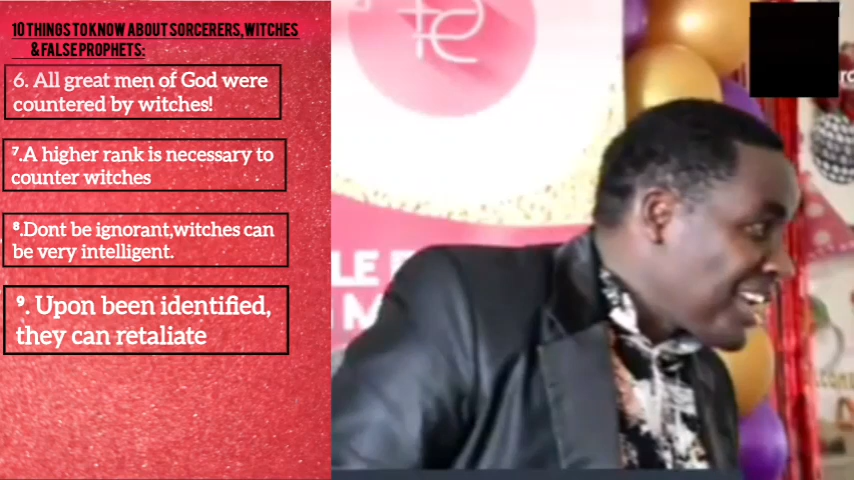 10 THINGS TO KNOW ABOUT SORCERERS, WITCHES
& FALSE PROPHETS:
6. All great men of God were
countered by witches!
7.A higher rank is necessary to
counter witches
8.Dont be ignorant,witches can
be very intelligent.
9. Upon been identified,
they can retaliate
LE
M